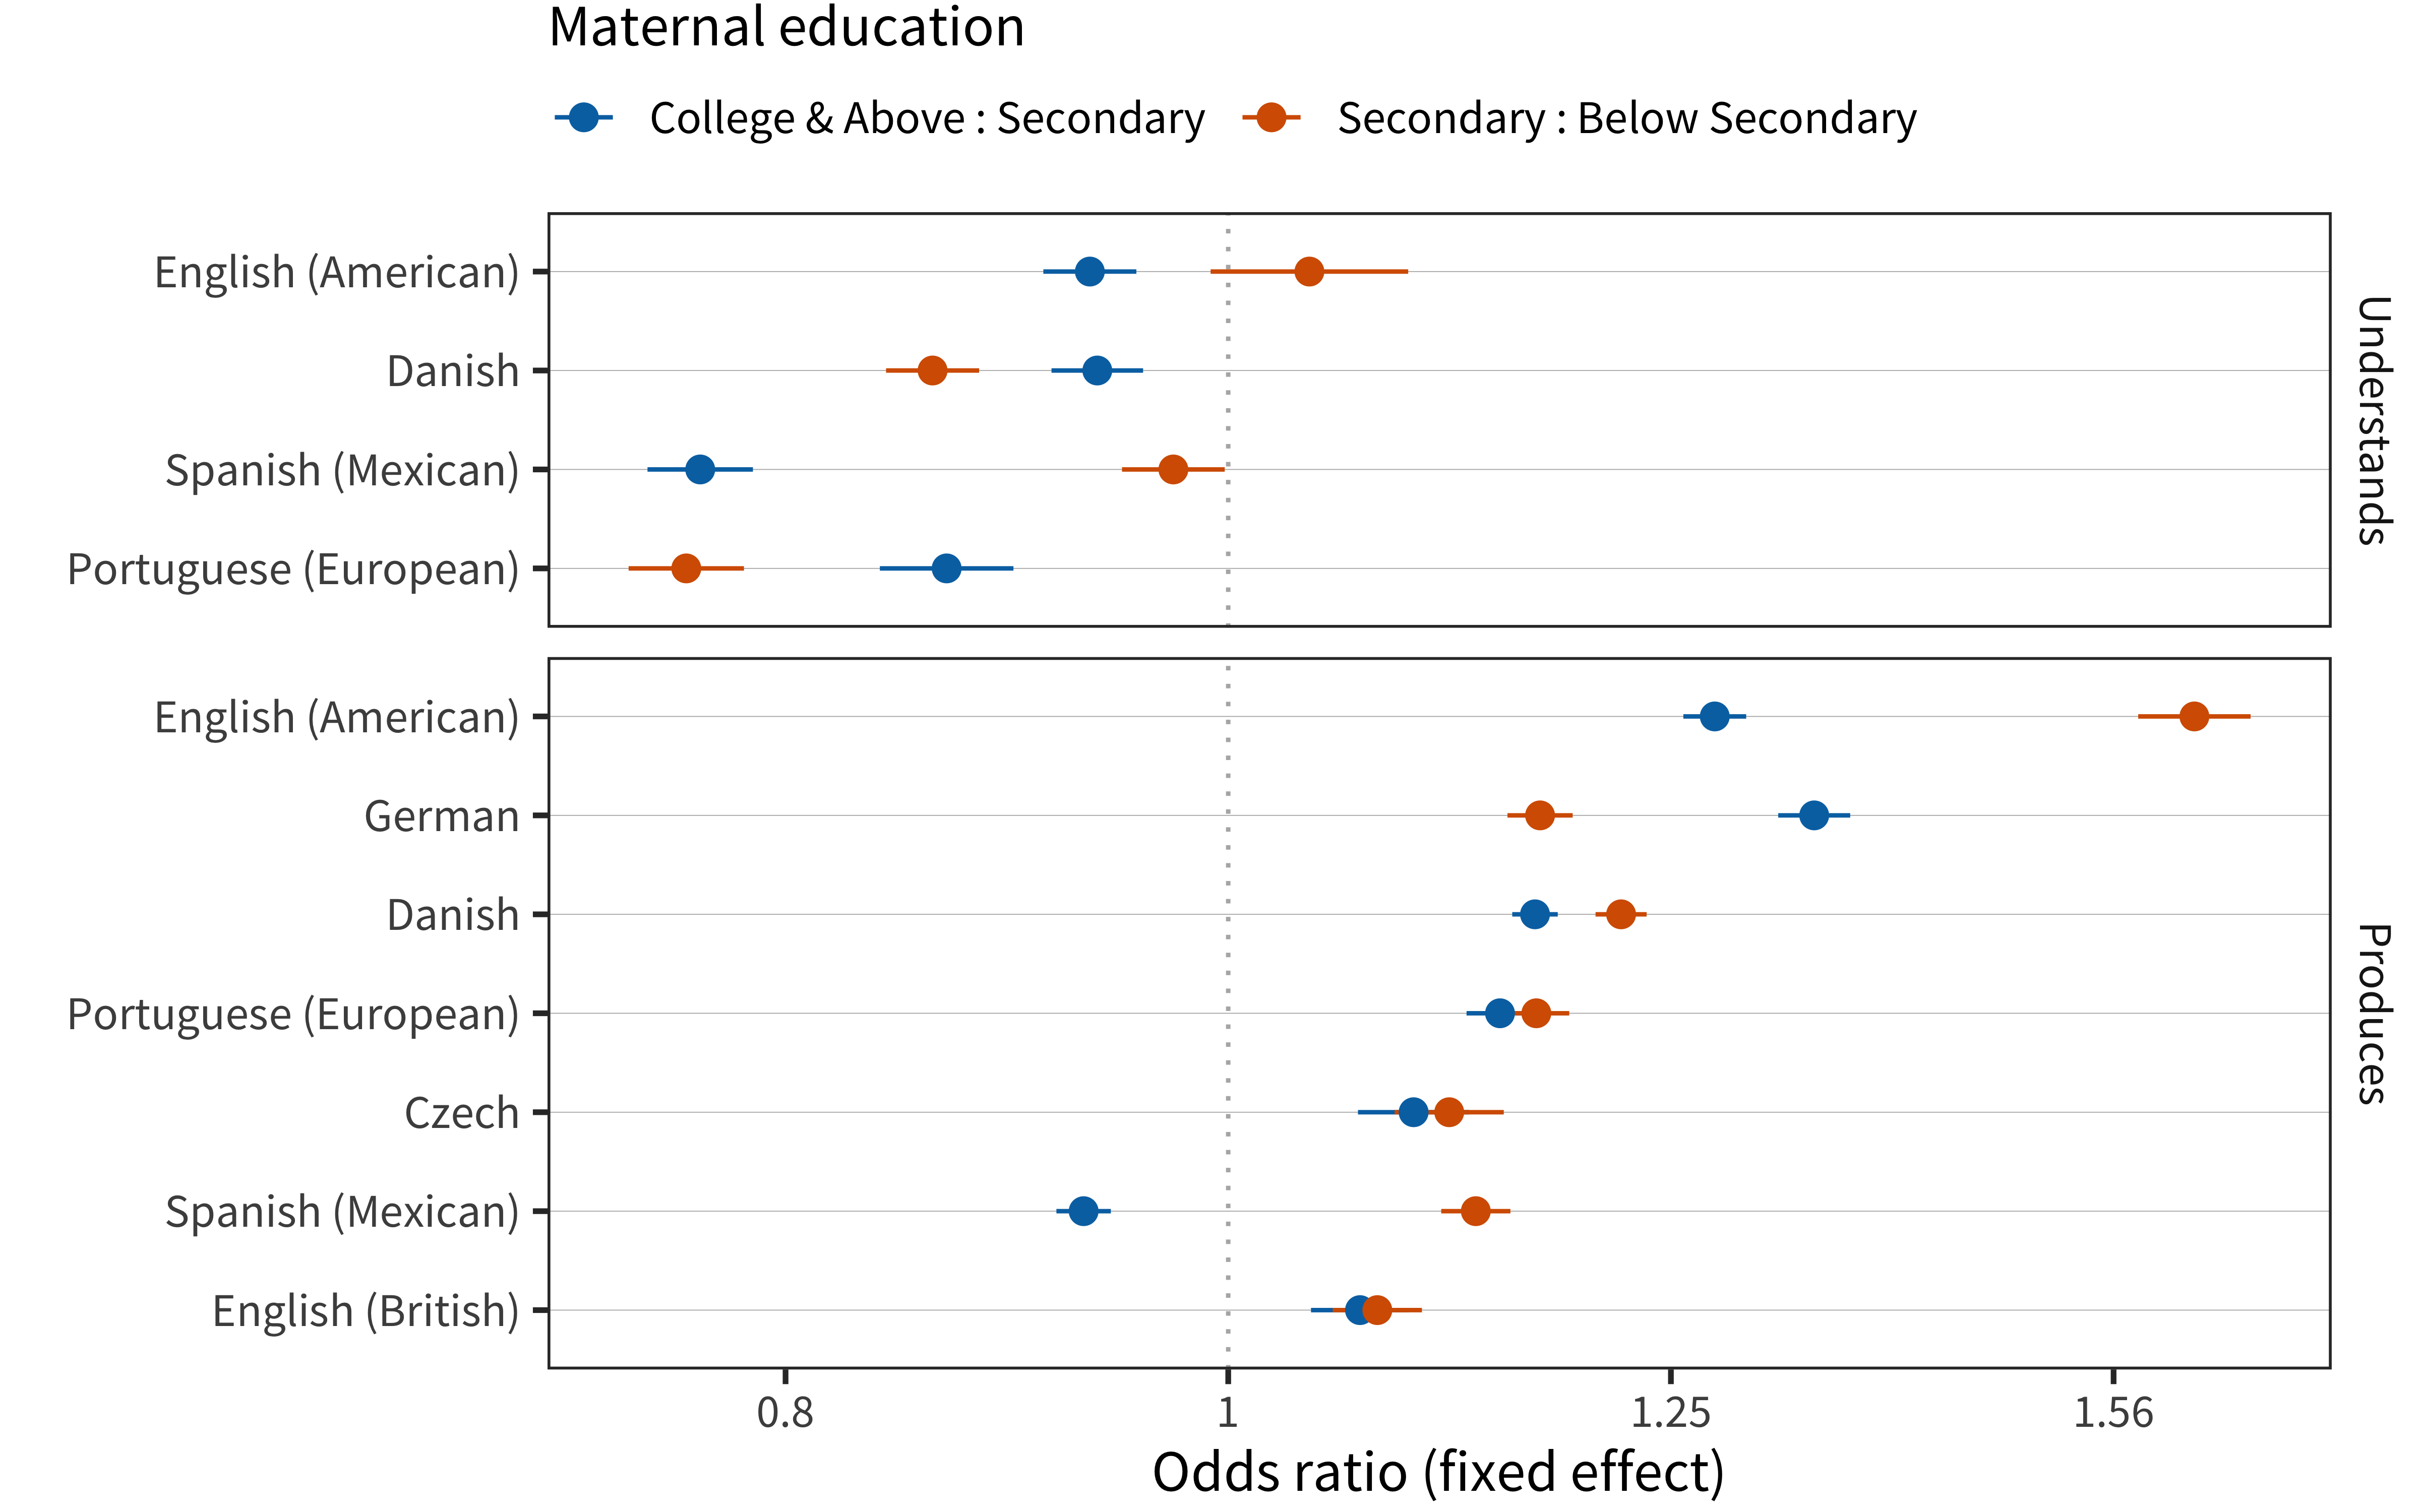 Maternal education
College & Above : Secondary Secondary : Below Secondary
English (American)
Danish
Spanish (Mexican)
Portuguese (European)
Understands
English (American)
German
Danish
Portuguese (European)
Czech
Spanish (Mexican)
English (British)
Produces
0.8 1 1.25 1.56
Odds ratio (fixed effect)